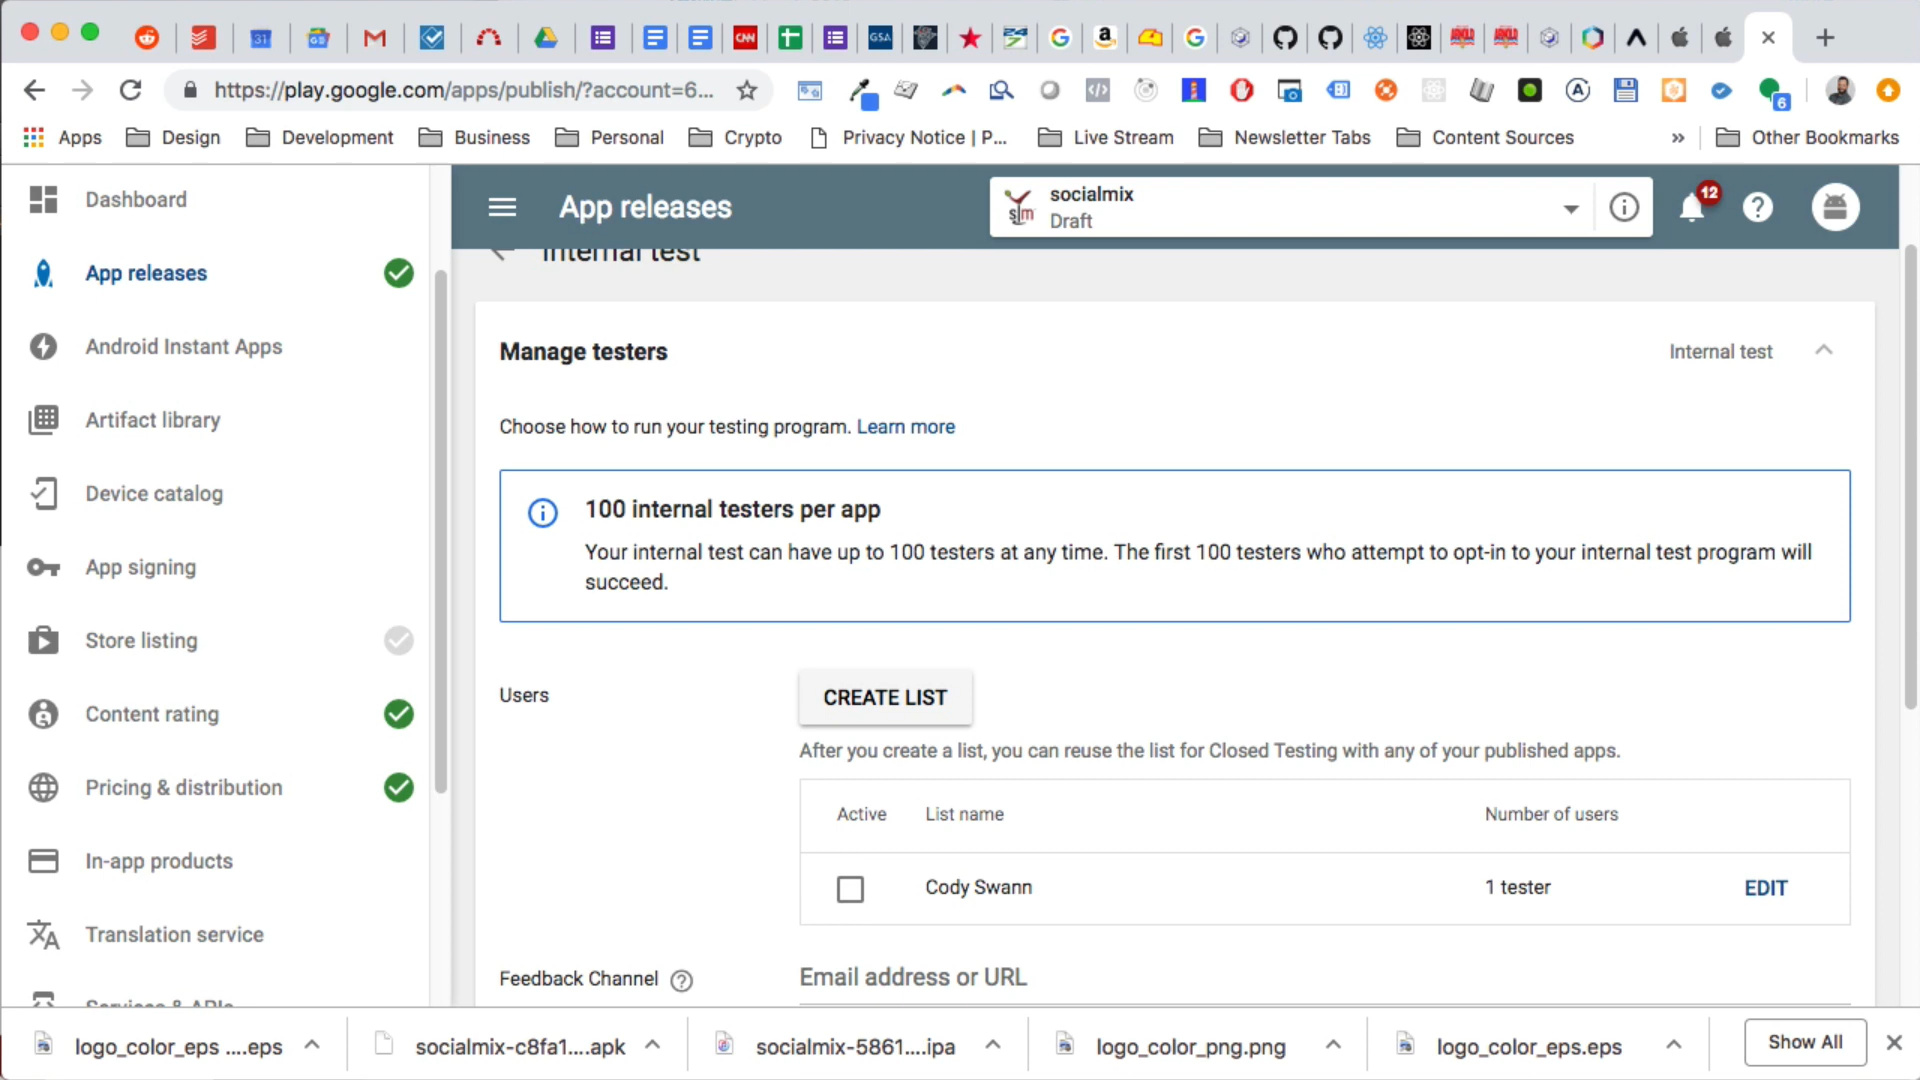 https://play.google.com/apps/publish/?account=6...
6
Apps
Design
Development
Business
Personal
Crypto
Privacy Notice | P...
Live Stream
Newsletter Tabs
Content Sources
»
Other Bookmarks
Dashboard
App releases
Android Instant Apps
Artifact library
Device catalog
App signing
Store listing
Content rating
Pricing & distribution
In-app products
Translation service
Services & APIs
App releases
socialmix
Draft
12
Internal test
Manage testers
Internal test
Choose how to run your testing program. Learn more
100 internal testers per app
Your internal test can have up to 100 testers at any time. The first 100 testers who attempt to opt-in to your internal test program will
succeed.
Users
CREATE LIST
After you create a list, you can reuse the list for Closed Testing with any of your published apps.
Active
List name
Number of users
Cody Swann
1 tester
EDIT
Feedback Channel
Email address or URL
logo_color_eps ....eps
socialmix-c8fa1....apk
socialmix-5861....ipa
logo_color_png.png
logo_color_eps.eps
Show All